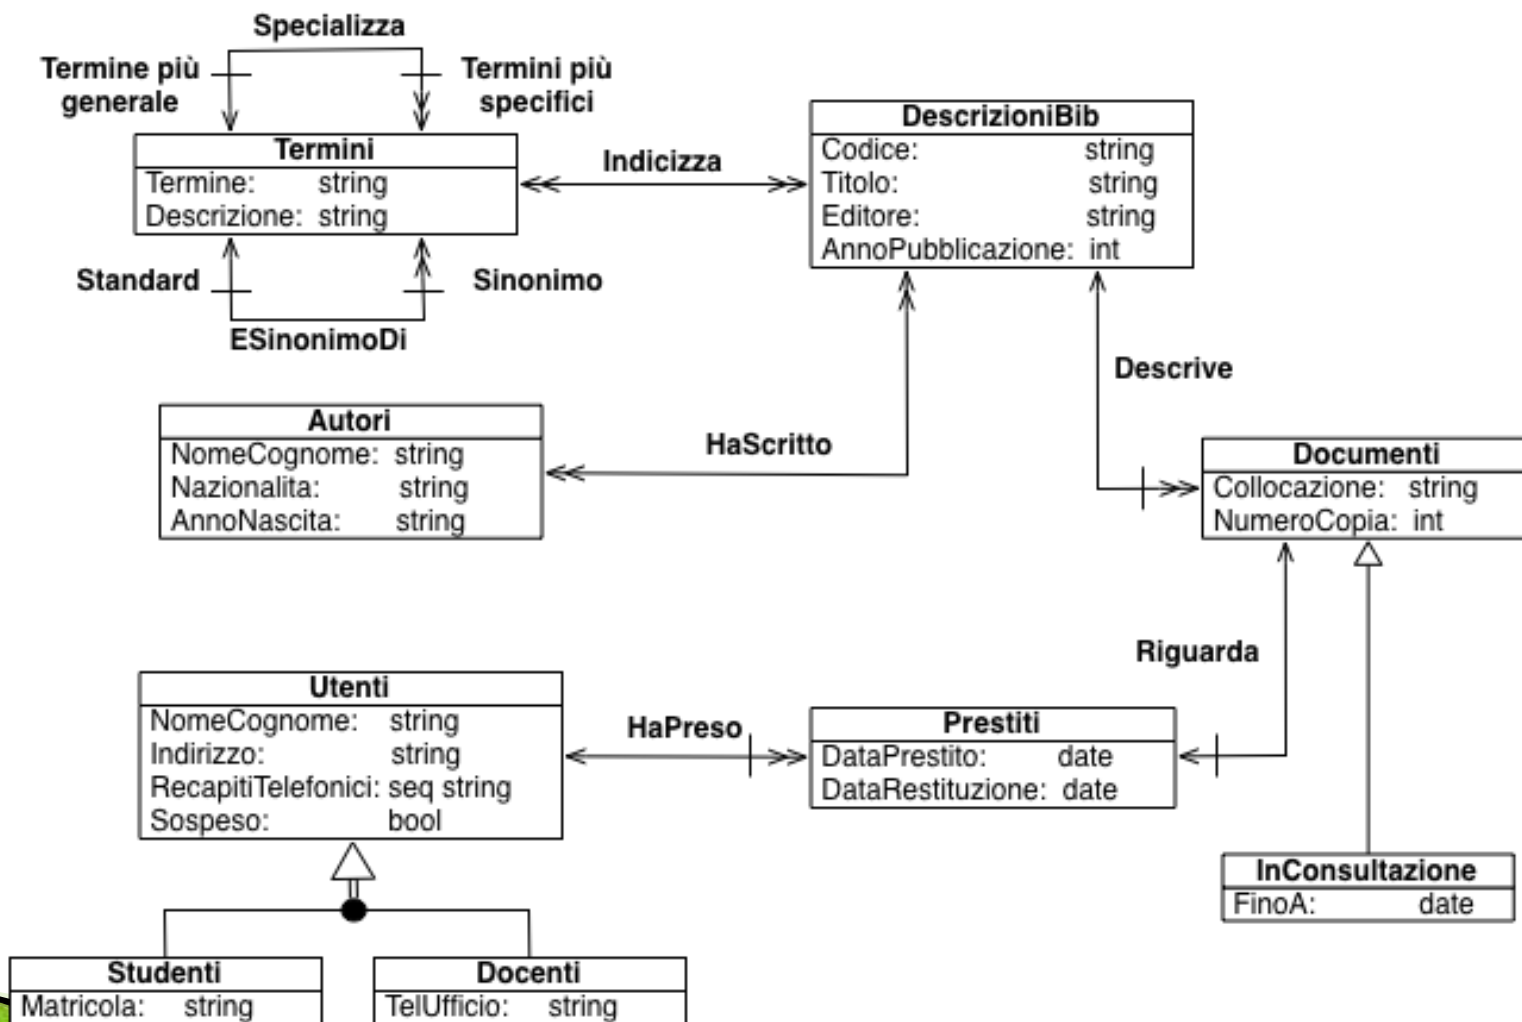 Specializza
Termine più
generale
Termini più
specifici
Termini
Termine: string
Descrizione: string
Indicizza
DescrizioniBib
Codice: string
Titolo: string
Editore: string
AnnoPubblicazione: int
Standard
Sinonimo
ESinonimoDi
Descrive
Autori
NomeCognome: string
Nazionalita: string
AnnoNascita: string
HaScritto
Documenti
Collocazione: string
NumeroCopia: int
Riguarda
Utenti
NomeCognome: string
Indirizzo: string
RecapitiTelefonici: seq string
Sospeso: bool
HaPreso
Prestiti
DataPrestito: date
DataRestituzione: date
InConsultazione
FinoA: date
Studenti
Matricola: string
Docenti
TelUfficio: string